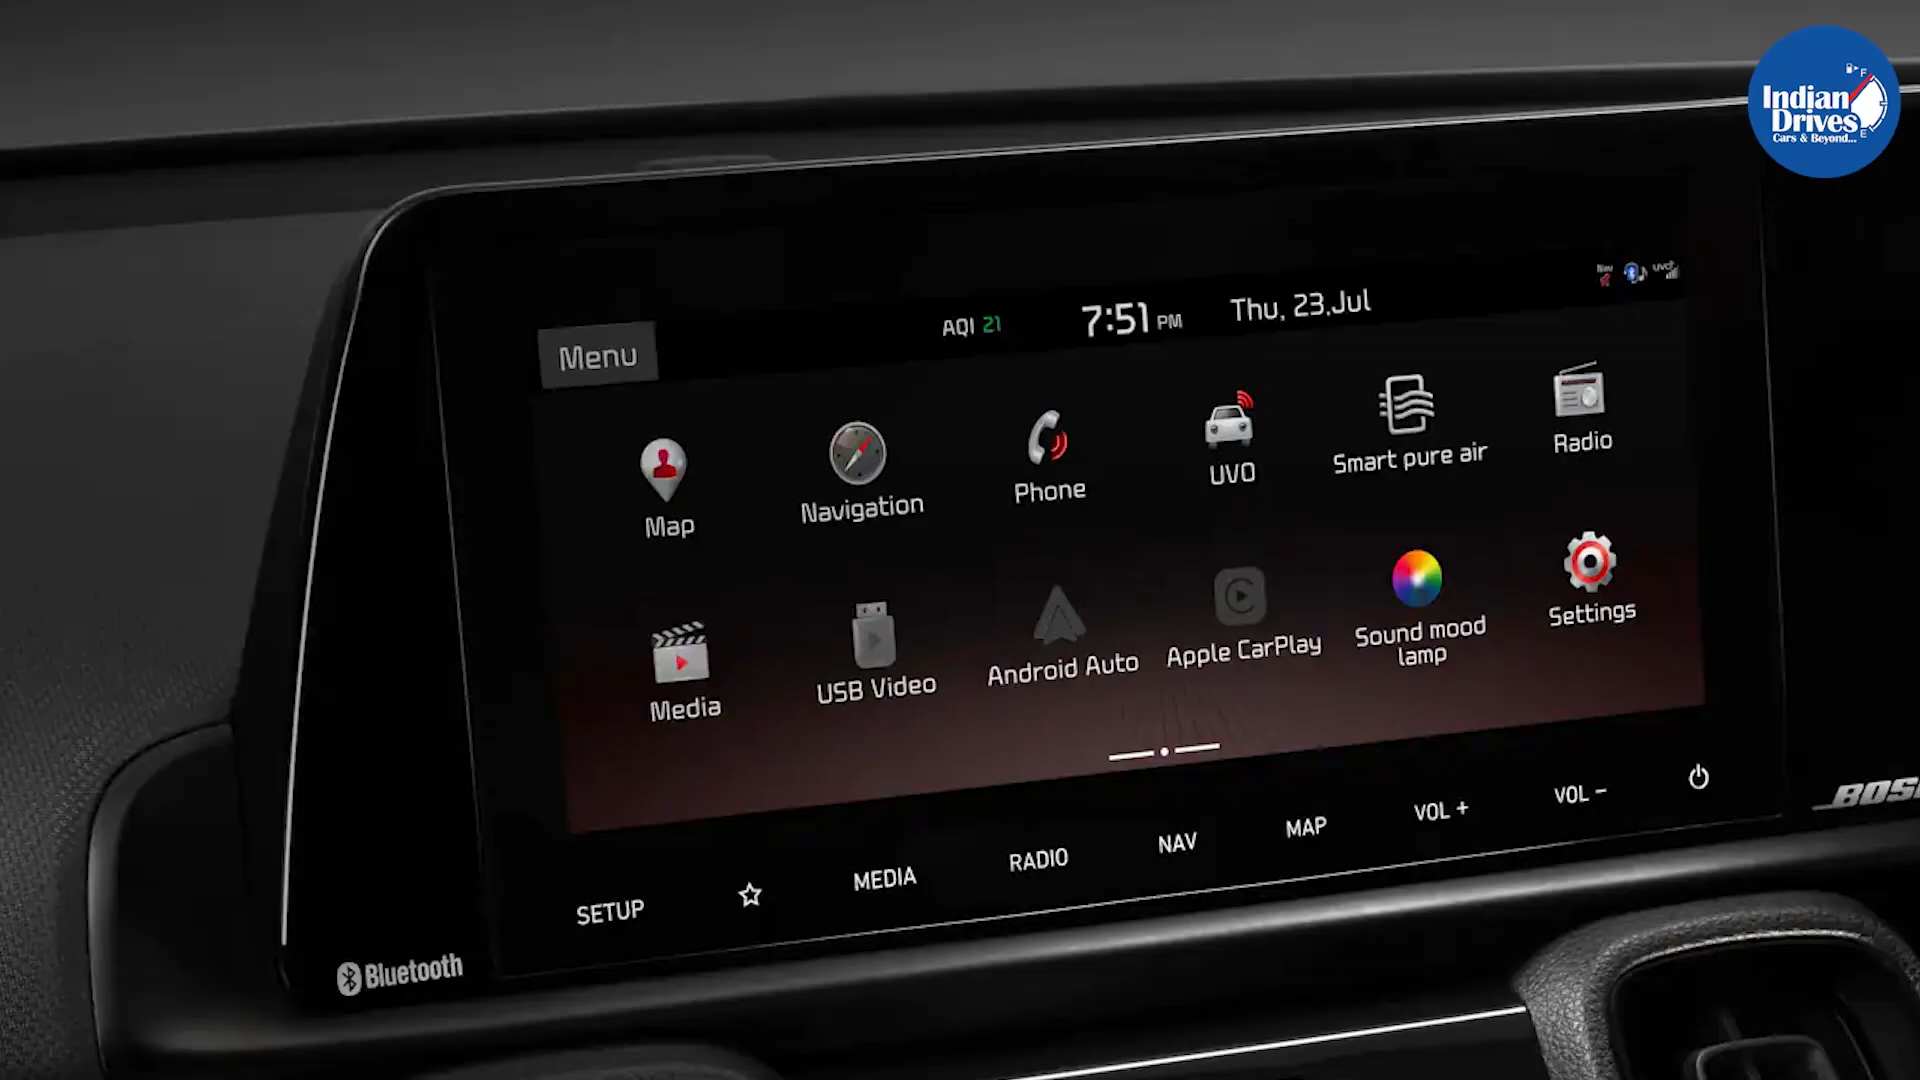 Indian
Drives
Cars & Beyond...
F
E
Menu
AQI 21
7:51 PM
Thu, 23.Jul
Map
Navigation
Phone
UVO
Smart pure air
Radio
Media
USB Video
Android Auto
Apple CarPlay
Sound mood
lamp
Settings
SETUP
MEDIA
RADIO
NAV
MAP
VOL +
VOL -
Bluetooth